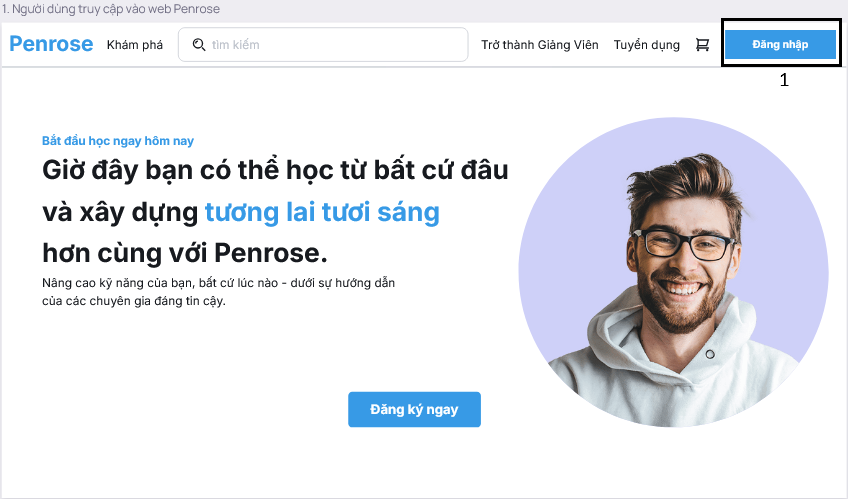 1. Người dùng truy cập vào web Penrose
Penrose Khám phá tìm kiếm Trở thành Giảng Viên Tuyển dụng Đăng nhập
1
Bắt đầu học ngay hôm nay
Giờ đây bạn có thể học từ bất cứ đâu
và xây dựng tương lai tươi sáng
hơn cùng với Penrose.
Nâng cao kỹ năng của bạn, bất cứ lúc nào - dưới sự hướng dẫn
của các chuyên gia đáng tin cậy.
Đăng ký ngay